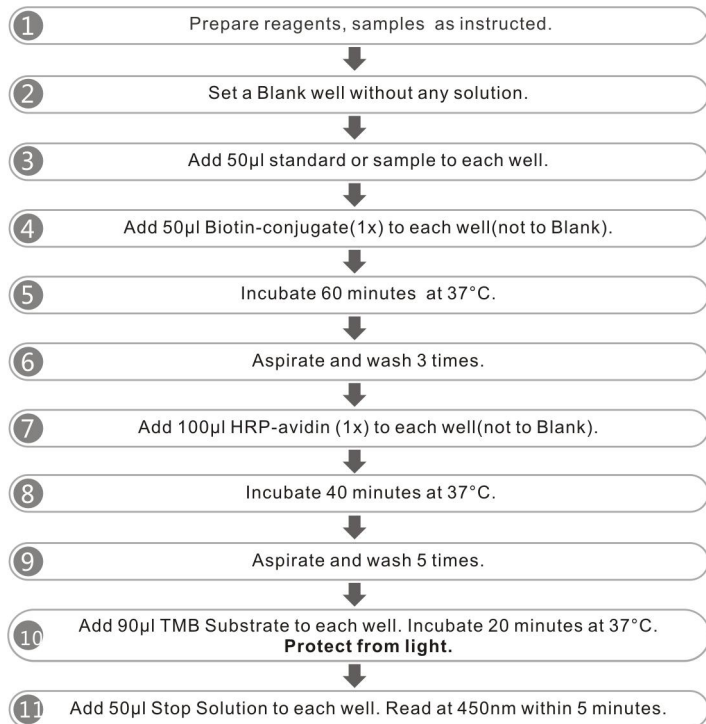 1 Prepare reagents, samples as instructed.
2 Set a Blank well without any solution.
3 Add 50μl standard or sample to each well.
4 Add 50μl Biotin-conjugate(1x) to each well(not to Blank).
5 Incubate 60 minutes at 37°C.
6 Aspirate and wash 3 times.
7 Add 100μl HRP-avidin (1x) to each well(not to Blank).
8 Incubate 40 minutes at 37°C.
9 Aspirate and wash 5 times.
10 Add 90μl TMB Substrate to each well. Incubate 20 minutes at 37°C.
Protect from light.
11 Add 50μl Stop Solution to each well. Read at 450nm within 5 minutes.